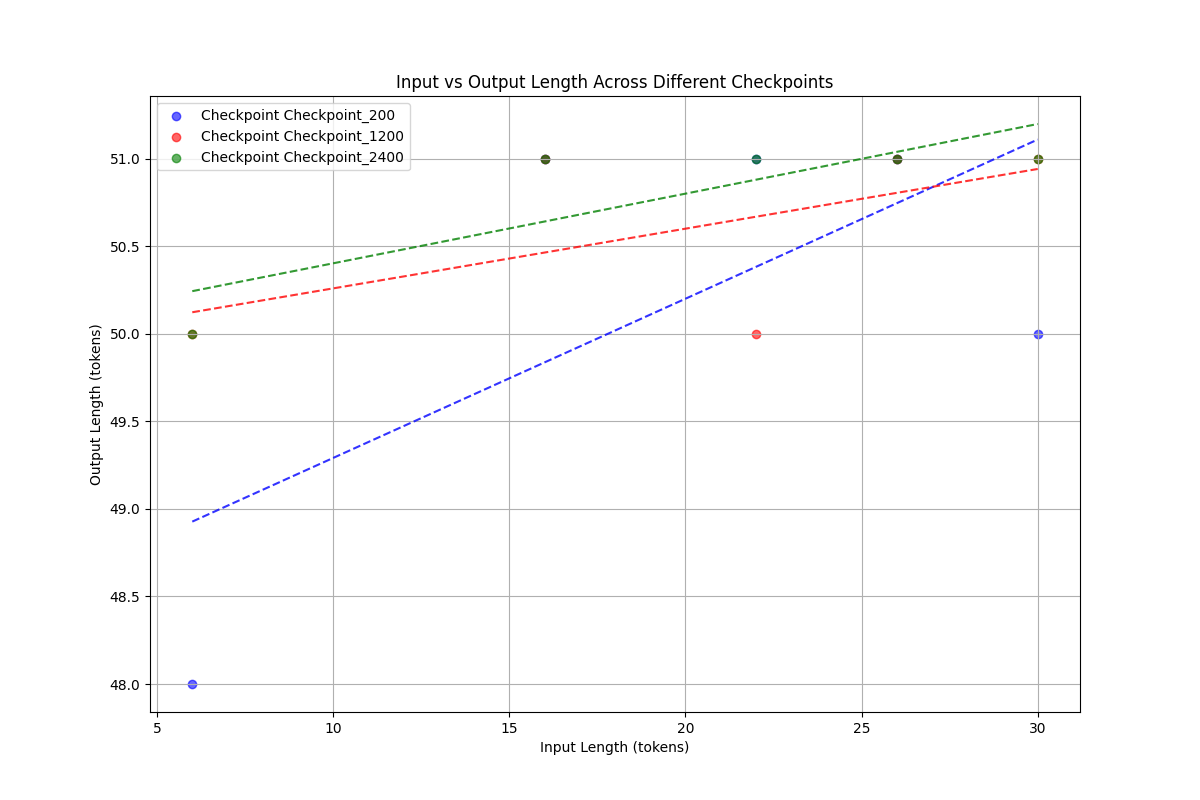 Input vs Output Length Across Different Checkpoints
Checkpoint Checkpoint_200
Checkpoint Checkpoint_1200
Checkpoint Checkpoint_2400
51.0
50.5
50.0
49.5
49.0
48.5
48.0
Output Length (tokens)
5 10 15 20 25 30
Input Length (tokens)